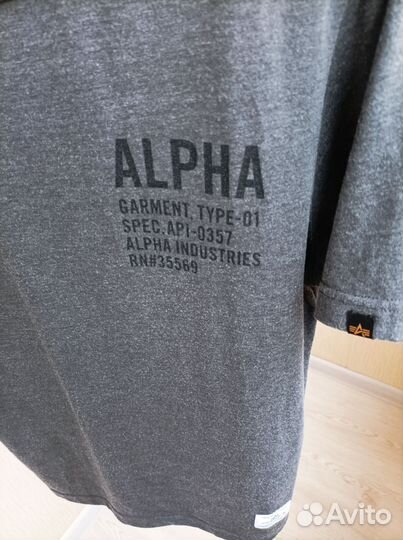 ALPHA
GARMENT, TYPE-01
SPEC. API-0357
ALPHA INDUSTRIES
RN#35569
Avito